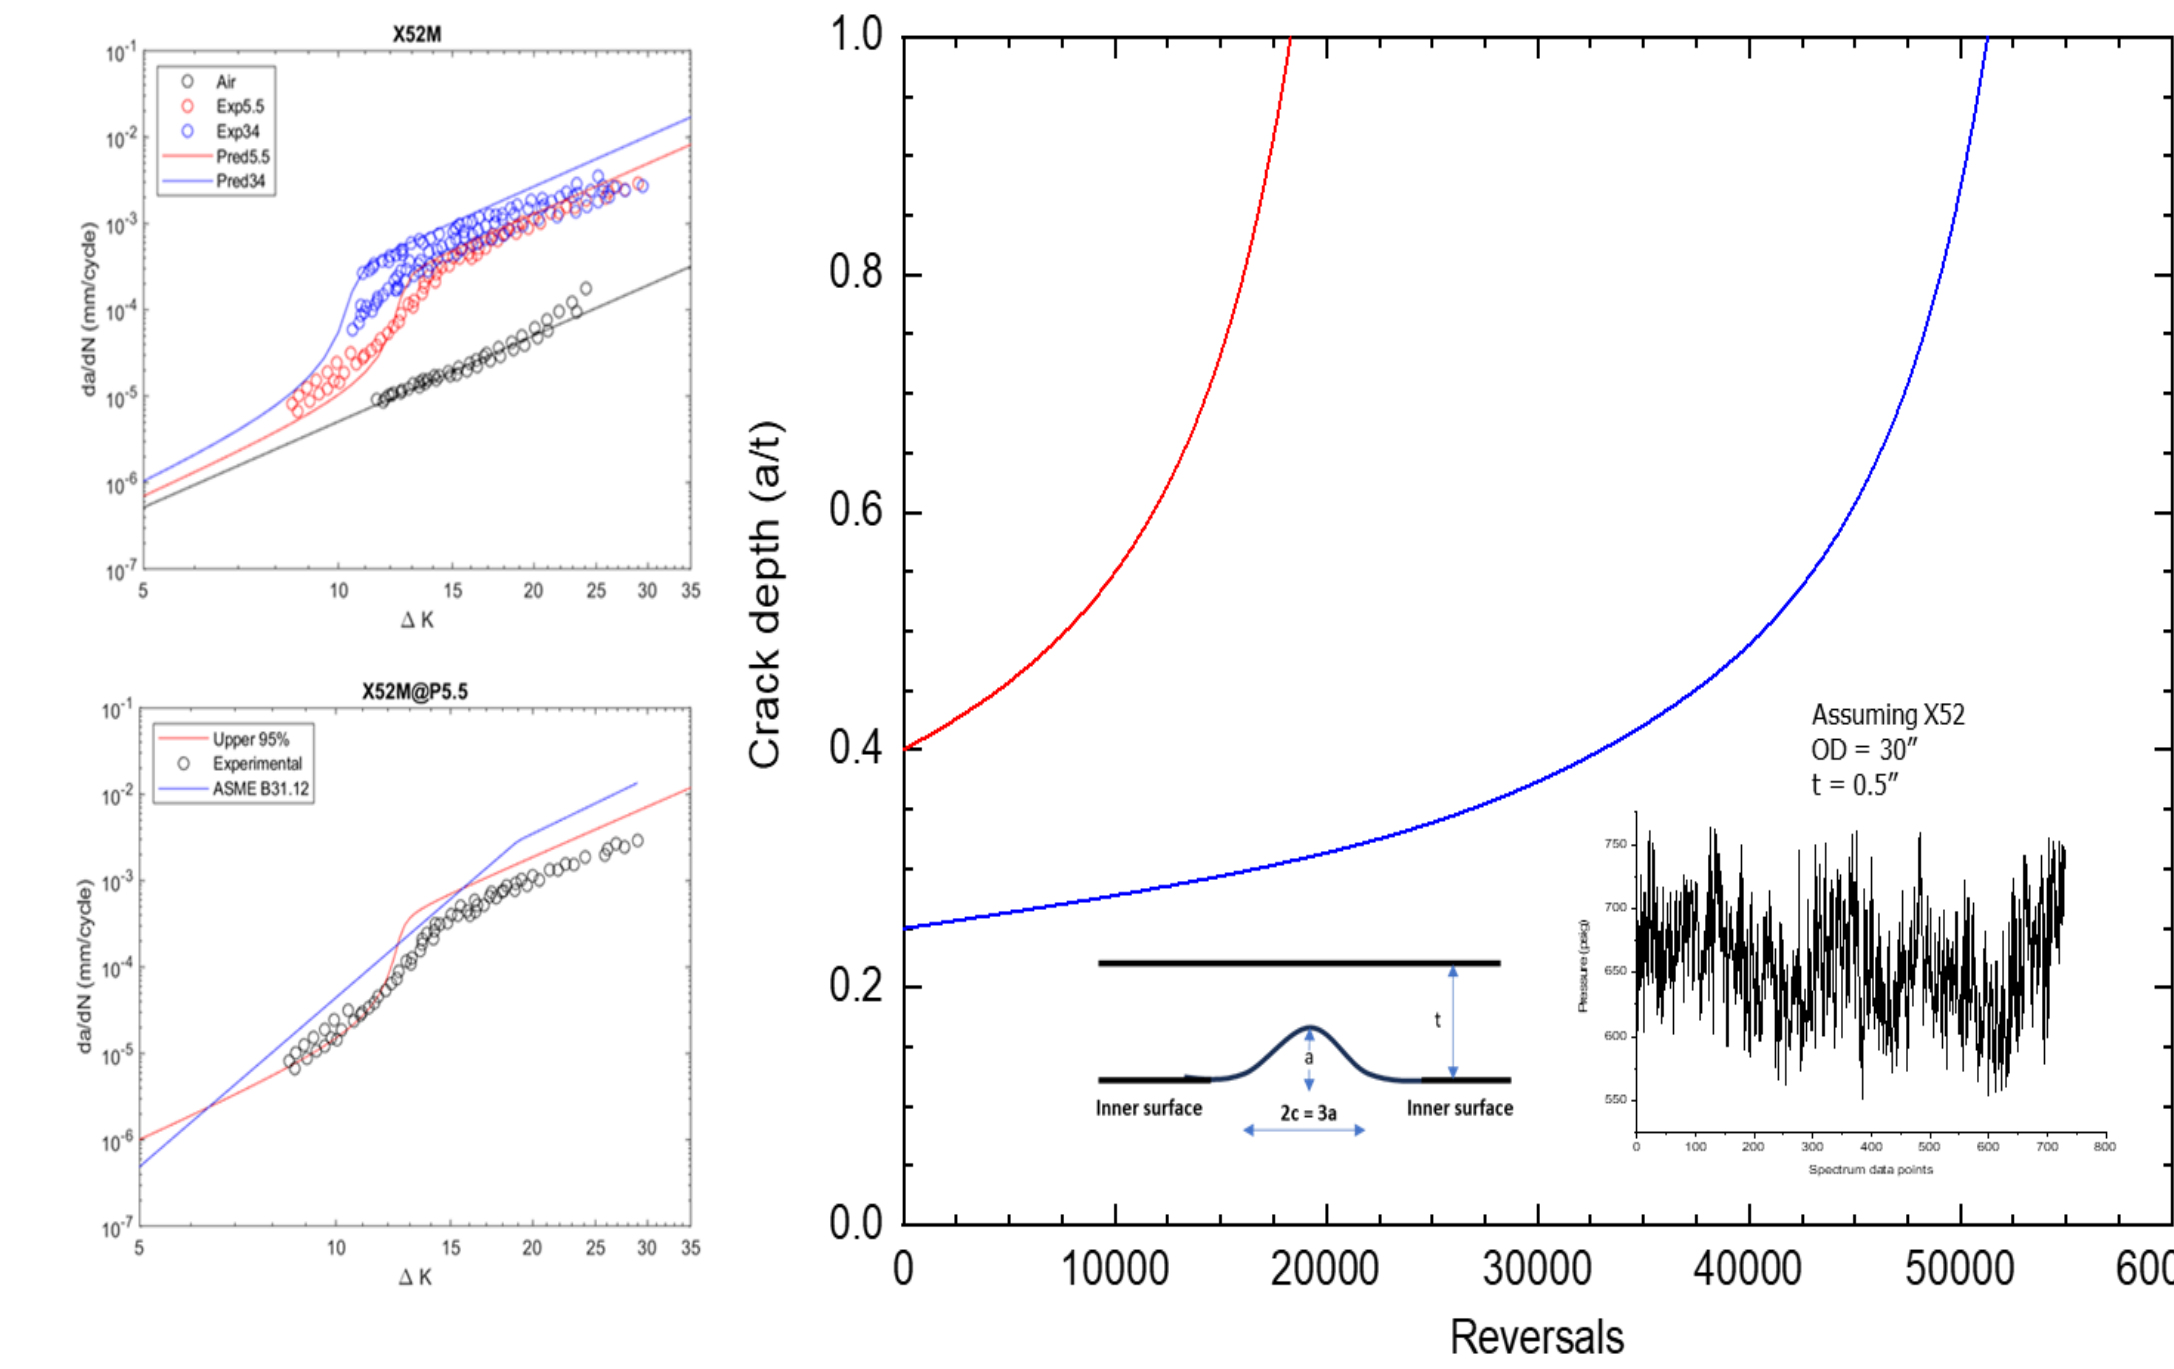 X52M
10-1
10-2
10-3
10-4
10-5
10-6
10-7
Air
Exp5.5
Exp34
Pred5.5
Pred34
da/dN (mm/cycle)
5 10 15 20 25 30 35
Δ K
X52M@P5.5
10-1
10-2
10-3
10-4
10-5
10-6
10-7
Upper 95%
Experimental
ASME B31.12
da/dN (mm/cycle)
5 10 15 20 25 30 35
Δ K
1.0
0.8
0.6
0.4
0.2
0.0
Crack depth (a/t)
0 10000 20000 30000 40000 50000 600
Reversals
Assuming X52
OD = 30″
t = 0.5″
t
a
Inner surface
2c = 3a
Inner surface
750
700
650
600
550
Pressure (psig)
0 100 200 300 400 500 600 700 800
Spectrum data points